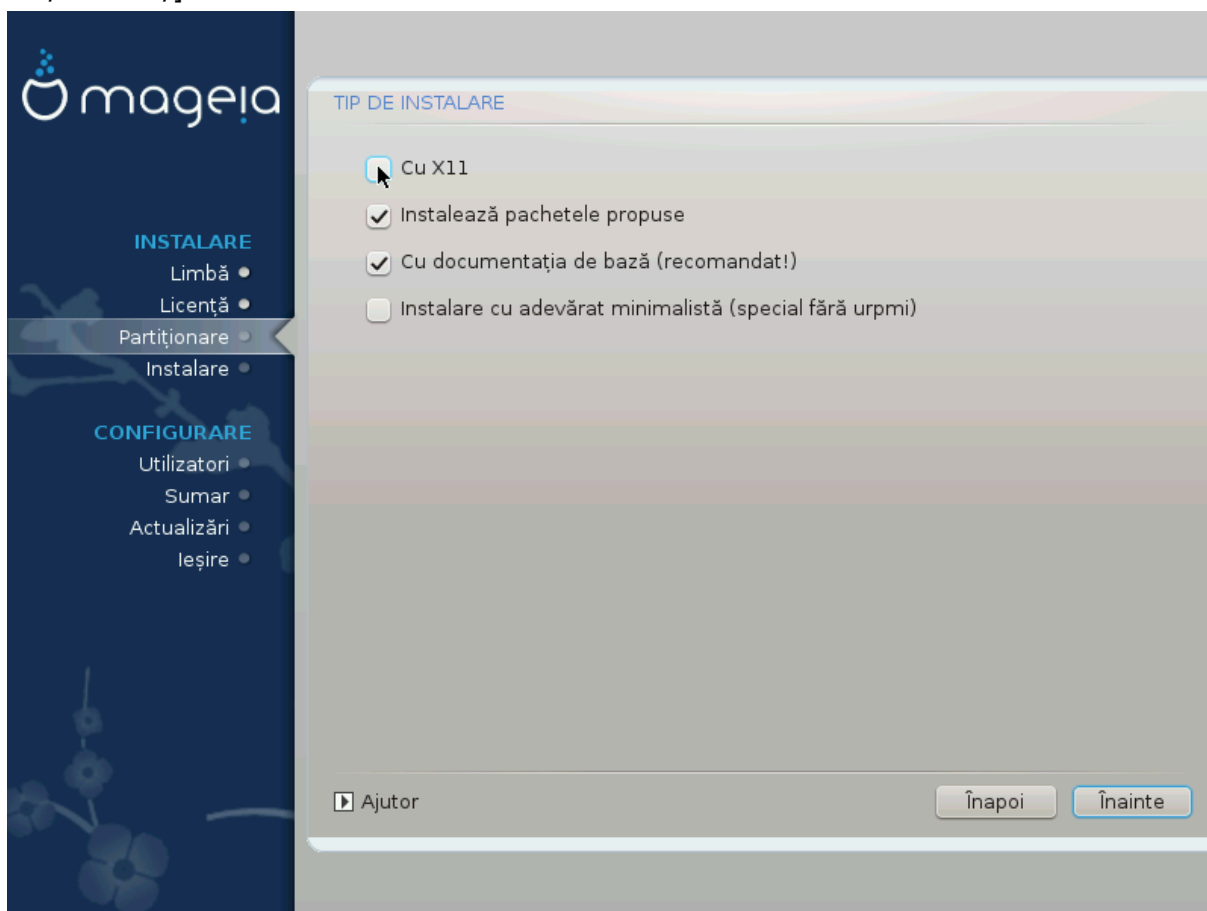 mageia
TIP DE INSTALARE
Cu X11
Instalează pachetele propuse
Cu documentația de bază (recomandat!)
Instalare cu adevărat minimalistă (special fără urpmi)
INSTALARE
Limbă
Licență
Partiționare
Instalare
CONFIGURARE
Utilizatori
Sumar
Actualizări
Ieșire
Ajutor
Înapoi
Înainte